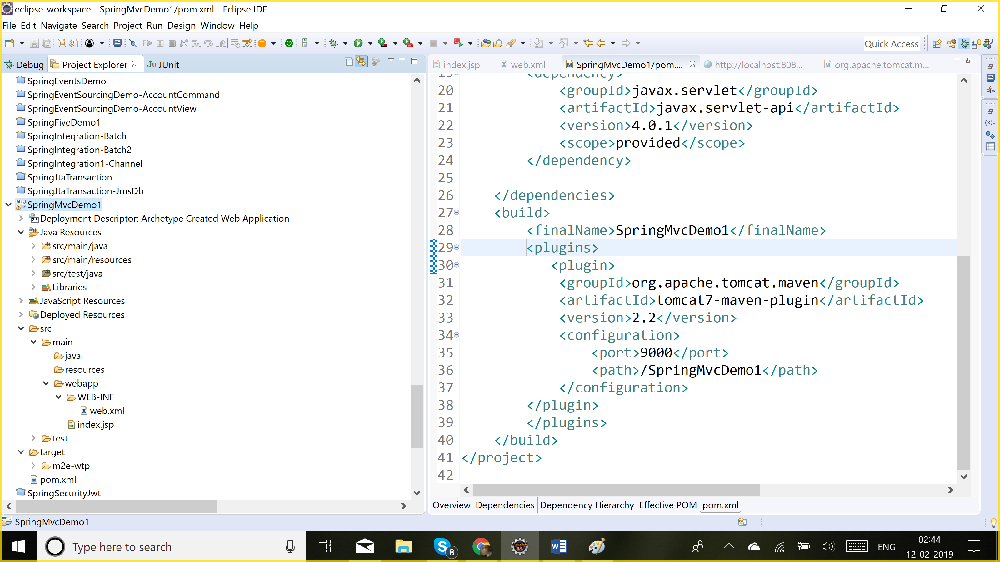 eclipse-workspace - SpringMvcDemo1/pom.xml - Eclipse IDE
File Edit Navigate Search Project Run Design Window Help
Quick Access
Debug Project Explorer JUnit
SpringEventsDemo
SpringEventSourcingDemo-AccountCommand
SpringEventSourcingDemo-AccountView
SpringFiveDemo1
SpringIntegration-Batch
SpringIntegration-Batch2
SpringIntegration1-Channel
SpringJtaTransaction
SpringJtaTransaction-JmsDb
SpringMvcDemo1
Deployment Descriptor: Archetype Created Web Application
Java Resources
src/main/java
src/main/resources
src/test/java
Libraries
JavaScript Resources
Deployed Resources
src
main
java
resources
webapp
WEB-INF
web.xml
index.jsp
test
target
m2e-wtp
pom.xml
SpringSecurityJwt
index.jsp web.xml SpringMvcDemo1/pom.... http://localhost:808... org.apache.tomcat.m...
19 <dependency>
20 <groupId>javax.servlet</groupId>
21 <artifactId>javax.servlet-api</artifactId>
22 <version>4.0.1</version>
23 <scope>provided</scope>
24 </dependency>
25
26 </dependencies>
27 <build>
28 <finalName>SpringMvcDemo1</finalName>
29 <plugins>
30 <plugin>
31 <groupId>org.apache.tomcat.maven</groupId>
32 <artifactId>tomcat7-maven-plugin</artifactId>
33 <version>2.2</version>
34 <configuration>
35 <port>9000</port>
36 <path>/SpringMvcDemo1</path>
37 </configuration>
38 </plugin>
39 </plugins>
40 </build>
41 </project>
42
Overview Dependencies Dependency Hierarchy Effective POM pom.xml
SpringMvcDemo1
Type here to search
8
Java EE
IDE
ENG
02:44
12-02-2019